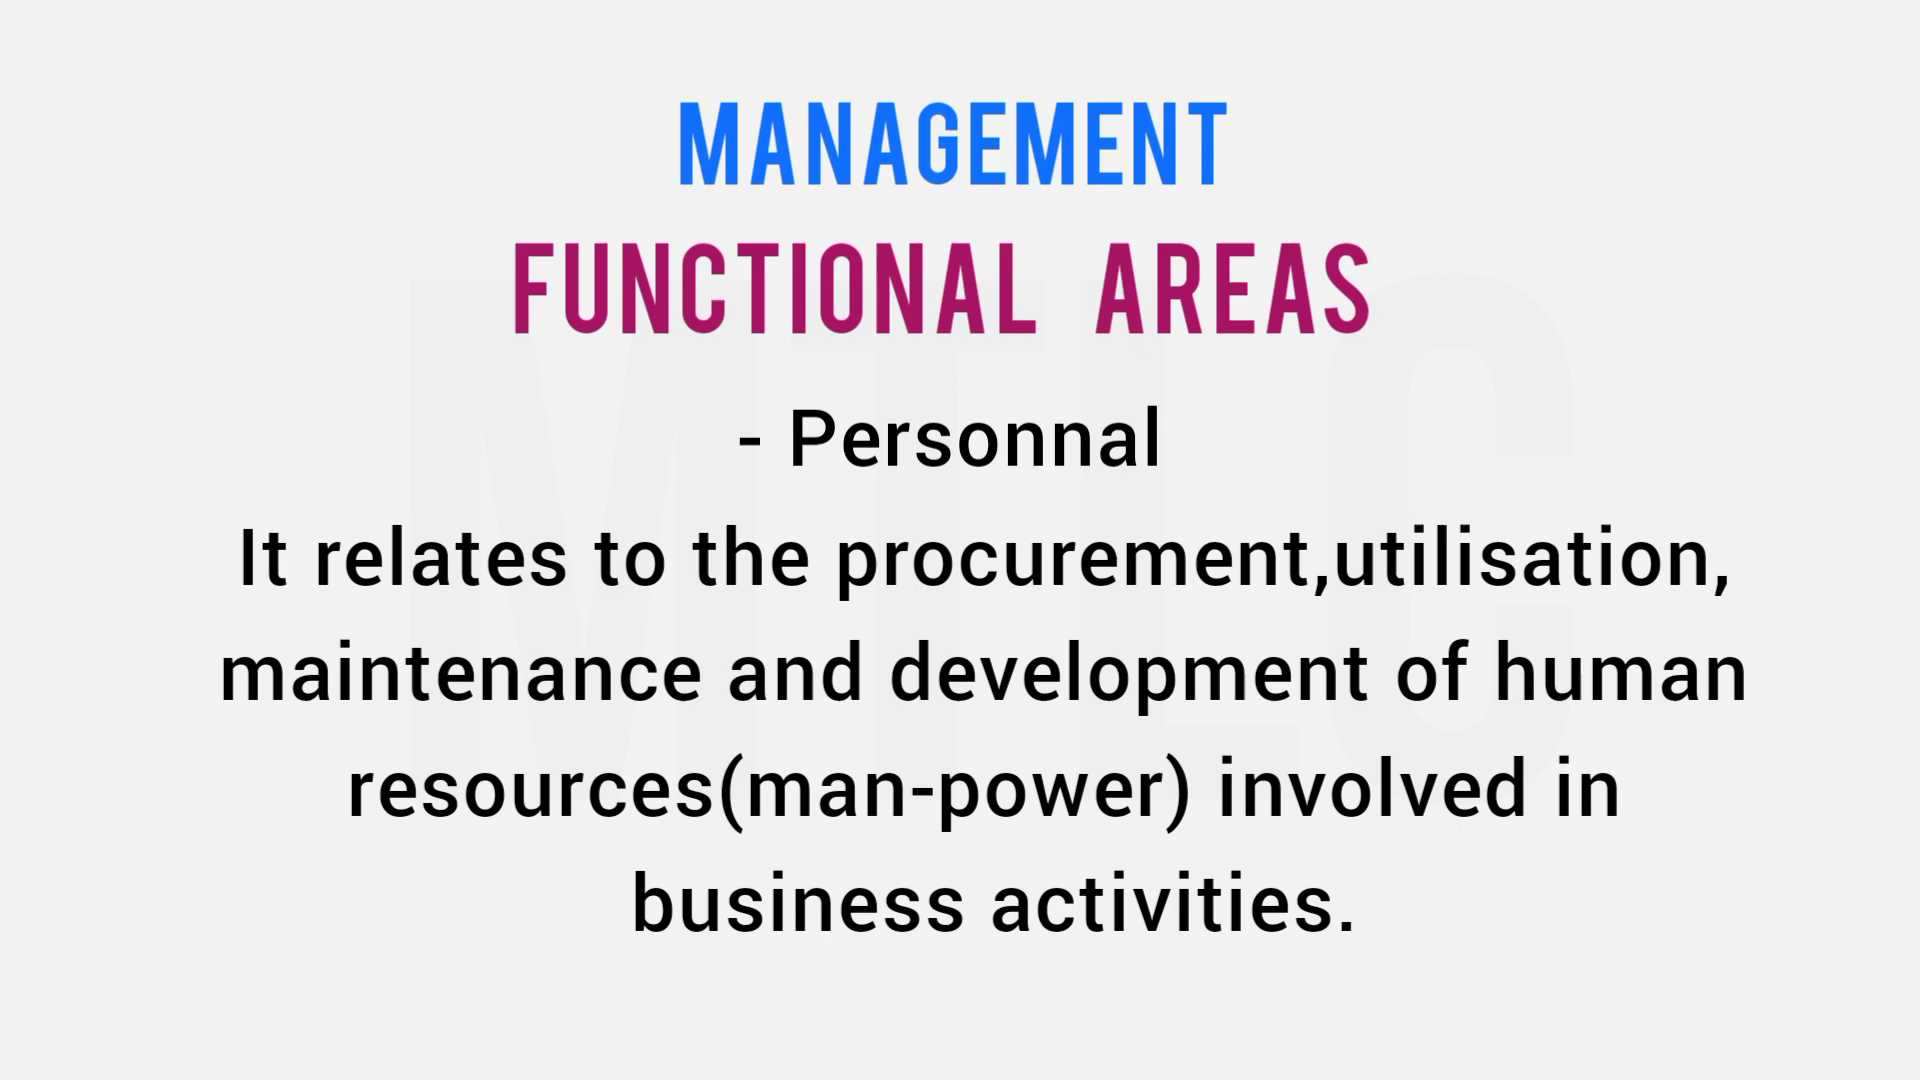 MANAGEMENT
FUNCTIONAL AREAS
- Personnal
It relates to the procurement,utilisation,
maintenance and development of human
resources(man-power) involved in
business activities.
MTLC